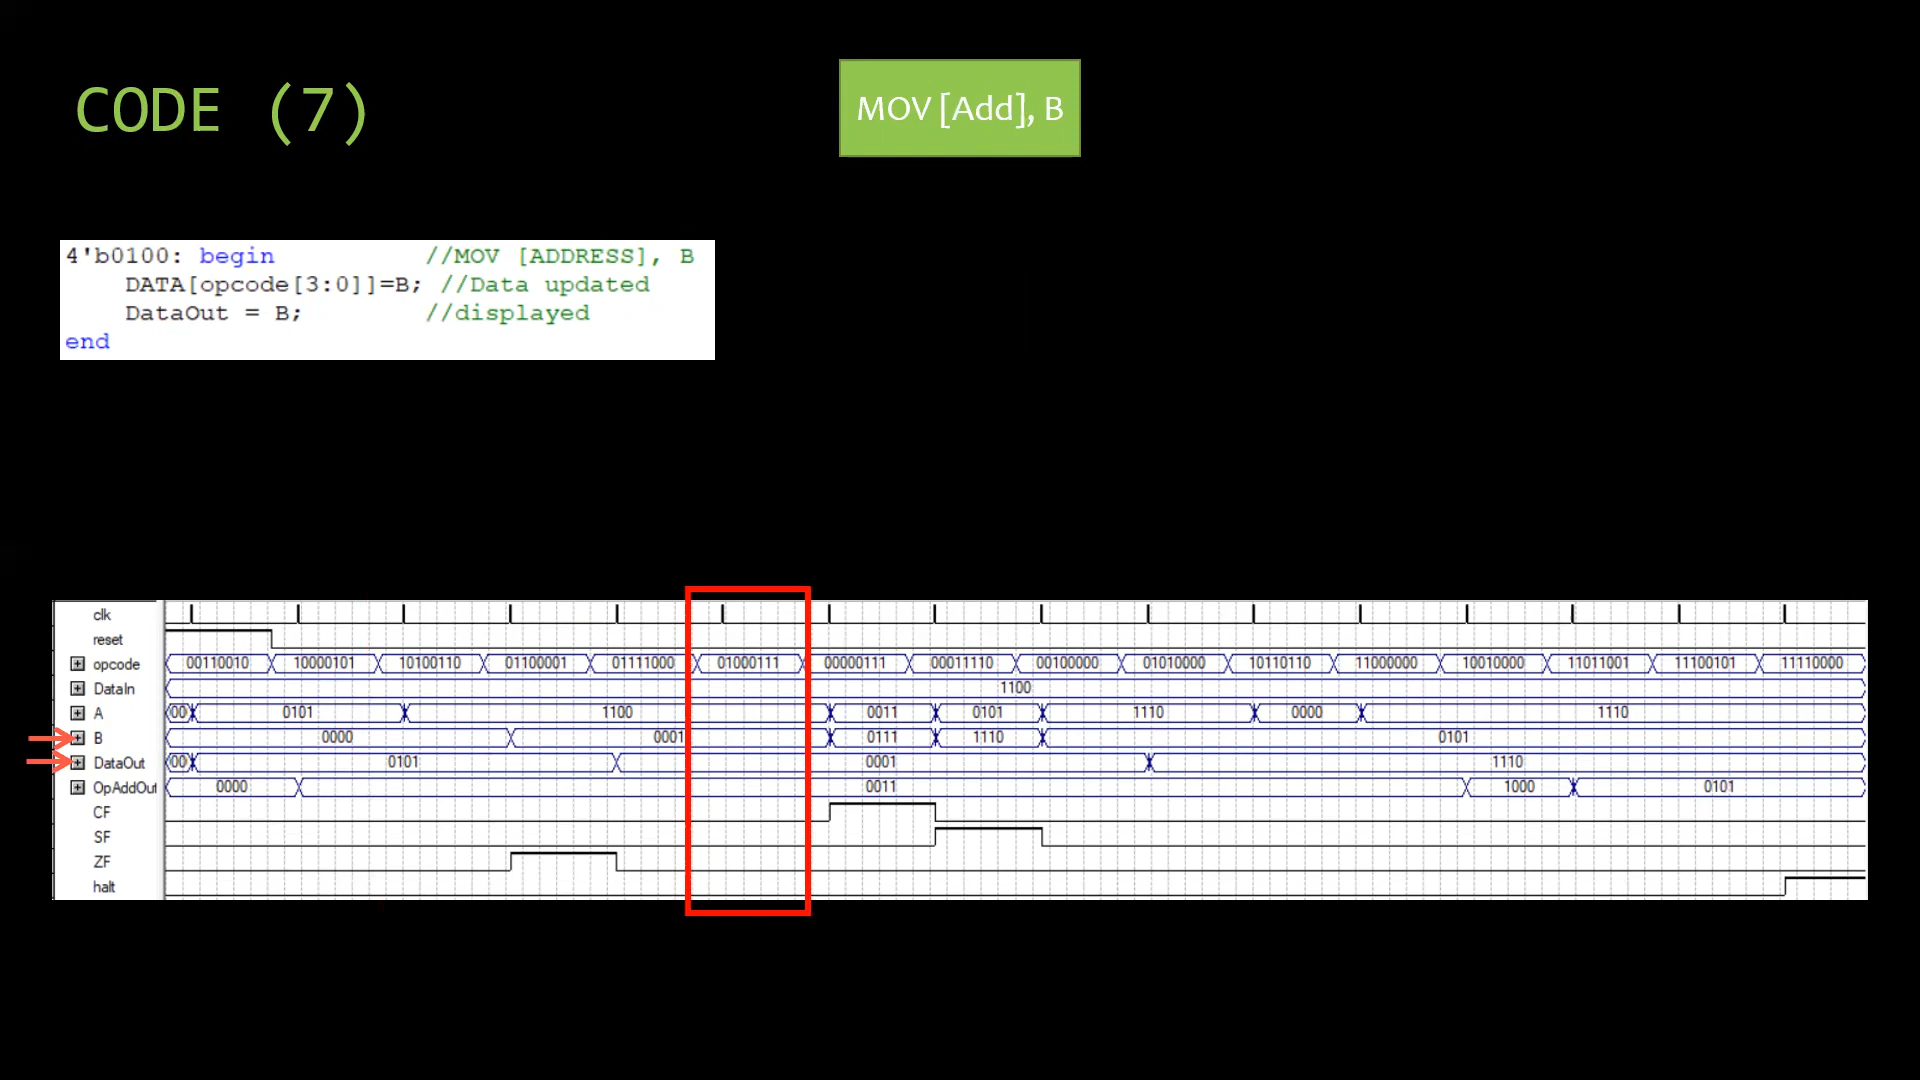 CODE (7)
MOV [Add], B
4'b0100: begin //MOV [ADDRESS], B
DATA[opcode[3:0]]=B; //Data updated
DataOut = B; //displayed
end
clk
reset
opcode 00110010 10000101 10100110 01100001 01111000 01000111 00000111 00011110 00100000 01010000 10110110 11000000 10010000 11011001 11100101 11110000
DataIn 1100
A 00 0101 1100 0011 0101 1110 0000 1110
B 0000 0001 0111 1110 0101
DataOut 00 0101 0001 1110
OpAddOut 0000 0011 1000 0101
CF
SF
ZF
halt